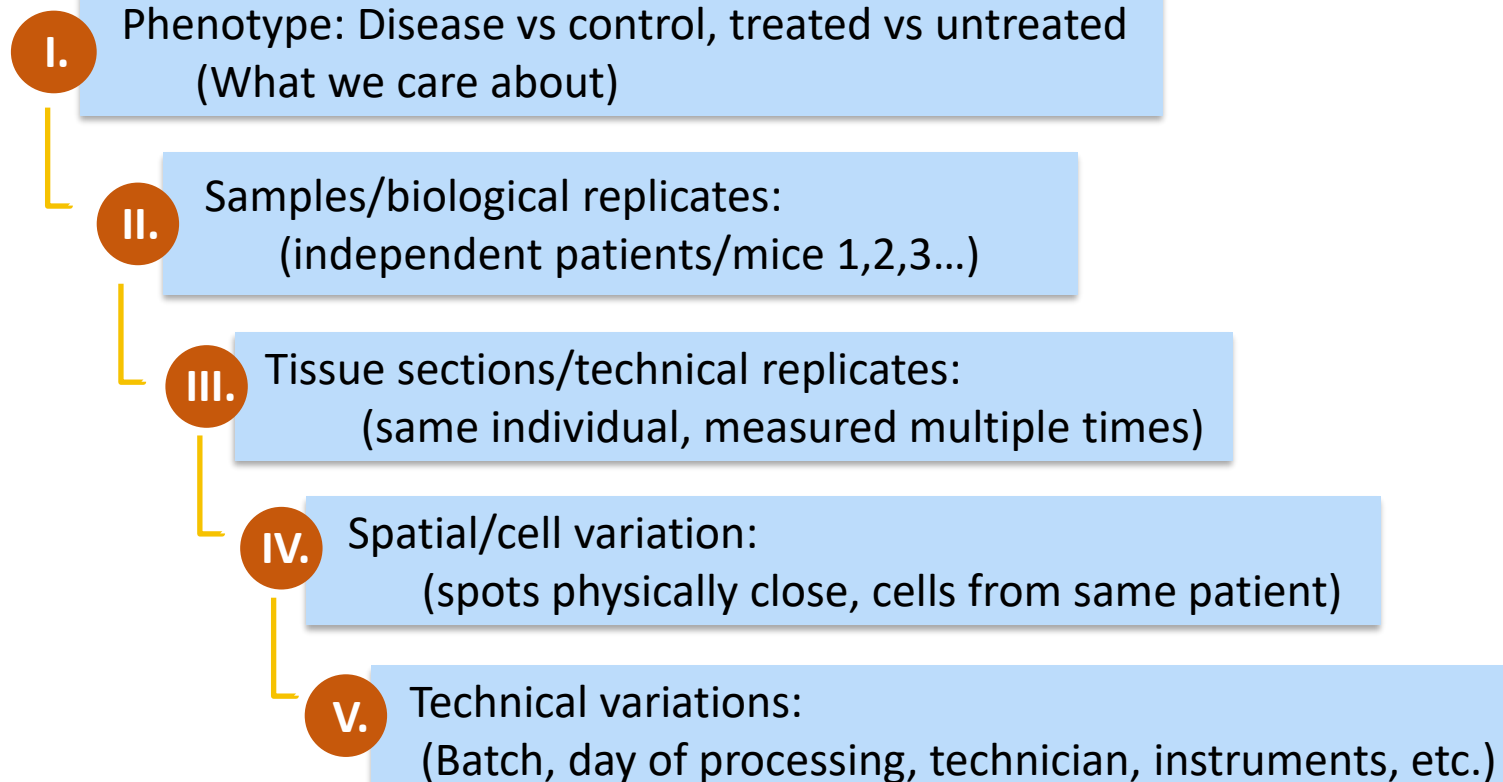 I.
Phenotype: Disease vs control, treated vs untreated
(What we care about)
II.
Samples/biological replicates:
(independent patients/mice 1,2,3…)
III.
Tissue sections/technical replicates:
(same individual, measured multiple times)
IV.
Spatial/cell variation:
(spots physically close, cells from same patient)
V.
Technical variations:
(Batch, day of processing, technician, instruments, etc.)